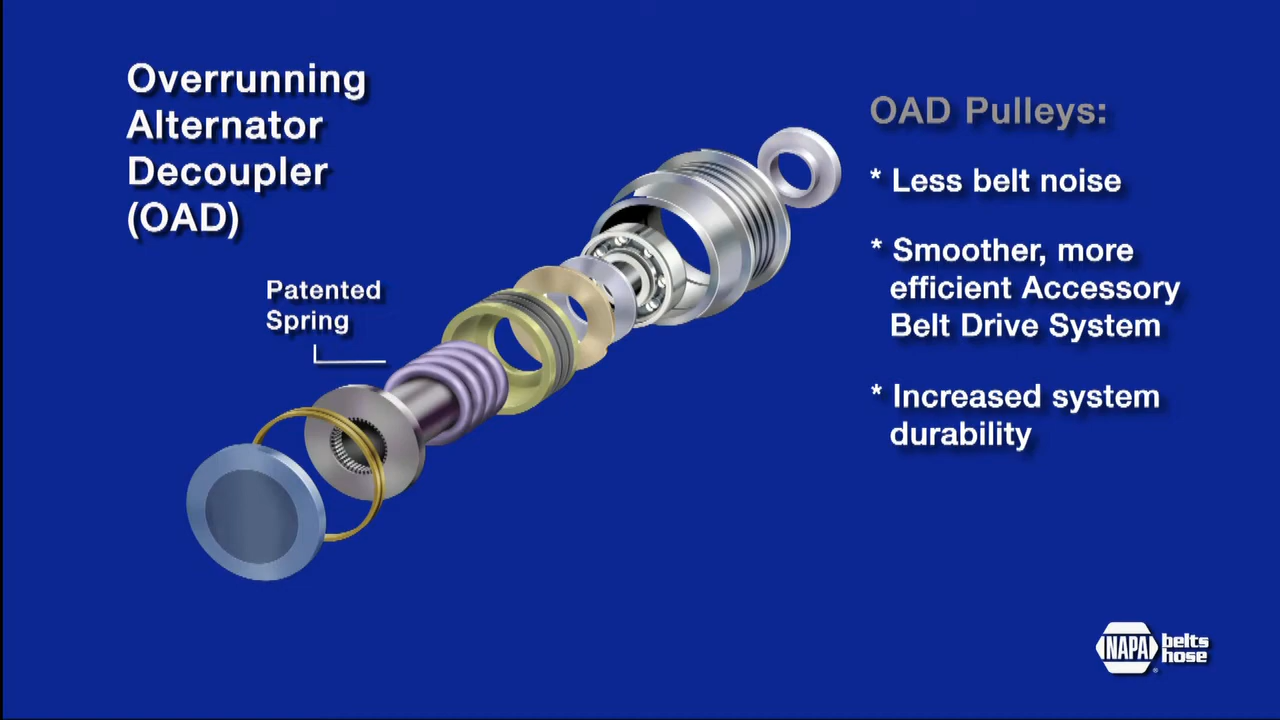 Overrunning
Alternator
Decoupler
(OAD)
Patented
Spring
OAD Pulleys:
* Less belt noise
* Smoother, more
efficient Accessory
Belt Drive System
* Increased system
durability
NAPA®
belts
hose